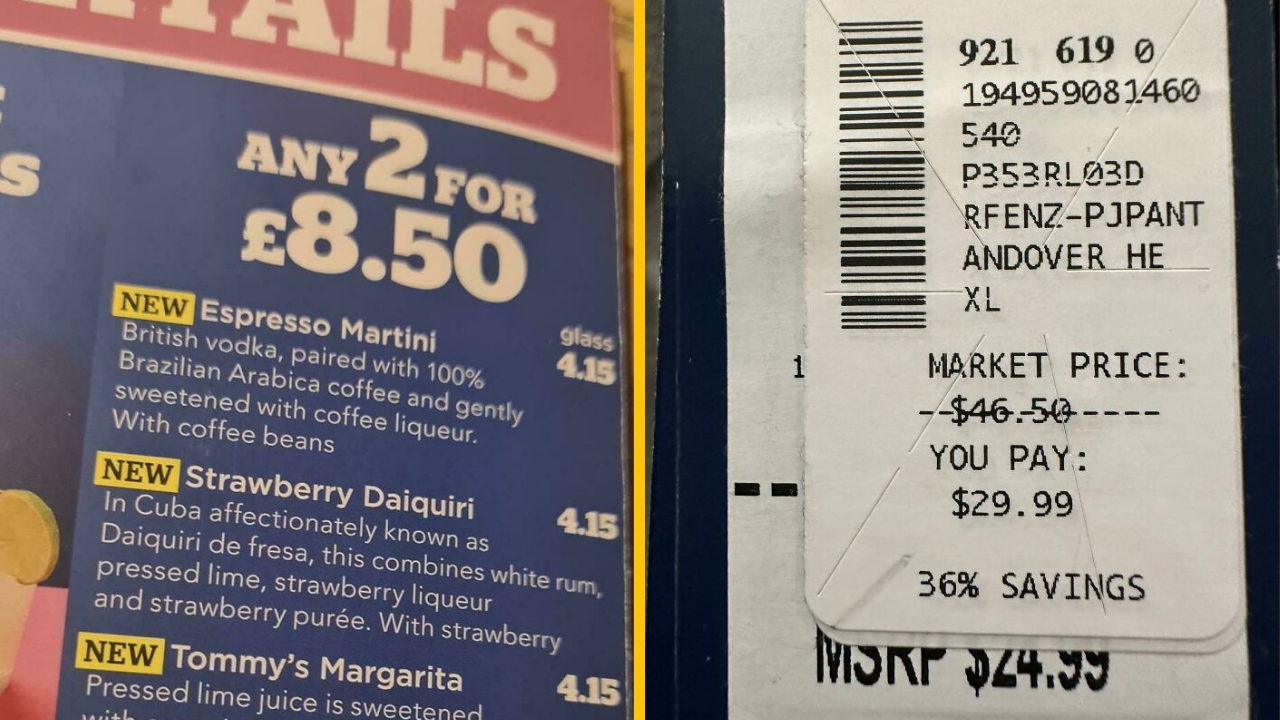 TAILS
ANY 2 FOR
£8.50
NEW Espresso Martini
glass
British vodka, paired with 100%
4.15
Brazilian Arabica coffee and gently
sweetened with coffee liqueur.
With coffee beans
NEW Strawberry Daiquiri
4.15
In Cuba affectionately known as
Daiquiri de fresa, this combines white rum,
pressed lime, strawberry liqueur
and strawberry purée. With strawberry
NEW Tommy's Margarita
4.15
Pressed lime juice is sweetened
921 619 0
194959081460
540
P353RL03D
RFENZ-PJPANT
ANDOVER HE
XL
1
MARKET PRICE:
--$46.50----
YOU PAY:
$29.99
36% SAVINGS
MSRP $24.99